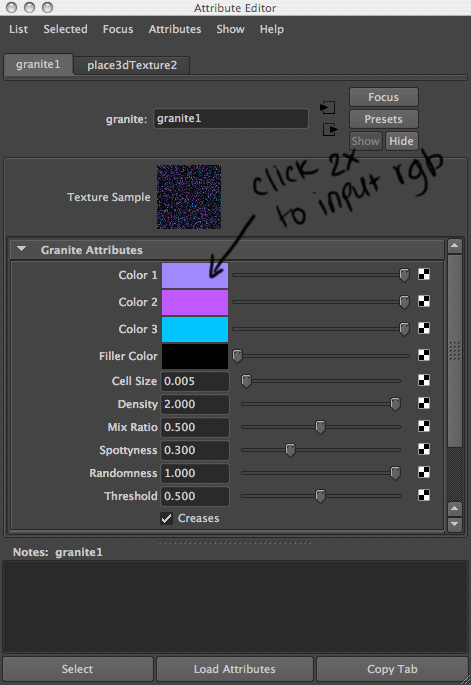 Attribute Editor
List Selected Focus Attributes Show Help
granite1 place3dTexture2
Focus
granite: granite1
Presets
Show Hide
click 2x
to input rgb
Texture Sample
Granite Attributes
Color 1
Color 2
Color 3
Filler Color
Cell Size 0.005
Density 2.000
Mix Ratio 0.500
Spottyness 0.300
Randomness 1.000
Threshold 0.500
Creases
Notes: granite1
Select Load Attributes Copy Tab